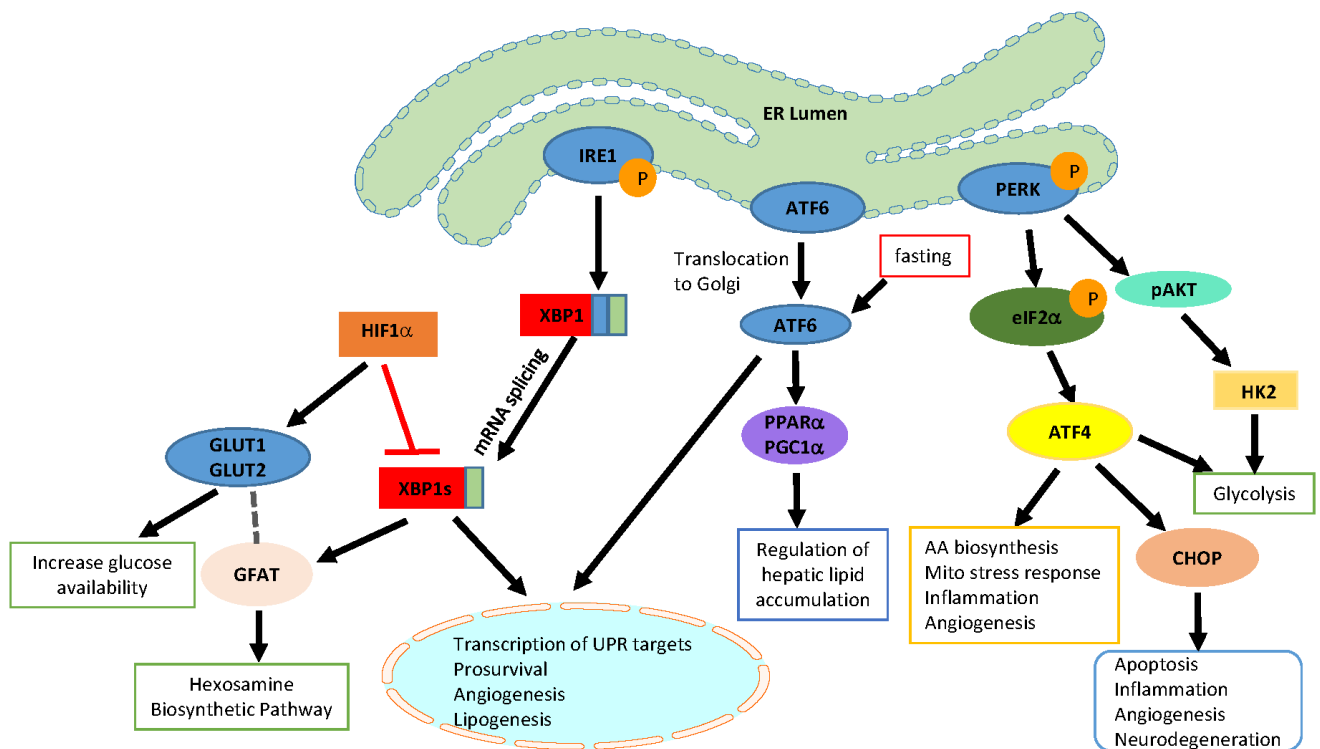 ER Lumen
IRE1
P
ATF6
PERK
P
Translocation
to Golgi
fasting
XBP1
ATF6
eIF2α
P
pAKT
HIF1α
mRNA splicing
PPARα
PGC1α
ATF4
HK2
GLUT1
GLUT2
XBP1s
Glycolysis
Increase glucose
availability
GFAT
Regulation of
hepatic lipid
accumulation
AA biosynthesis
Mito stress response
Inflammation
Angiogenesis
CHOP
Hexosamine
Biosynthetic Pathway
Transcription of UPR targets
Prosurvival
Angiogenesis
Lipogenesis
Apoptosis
Inflammation
Angiogenesis
Neurodegeneration